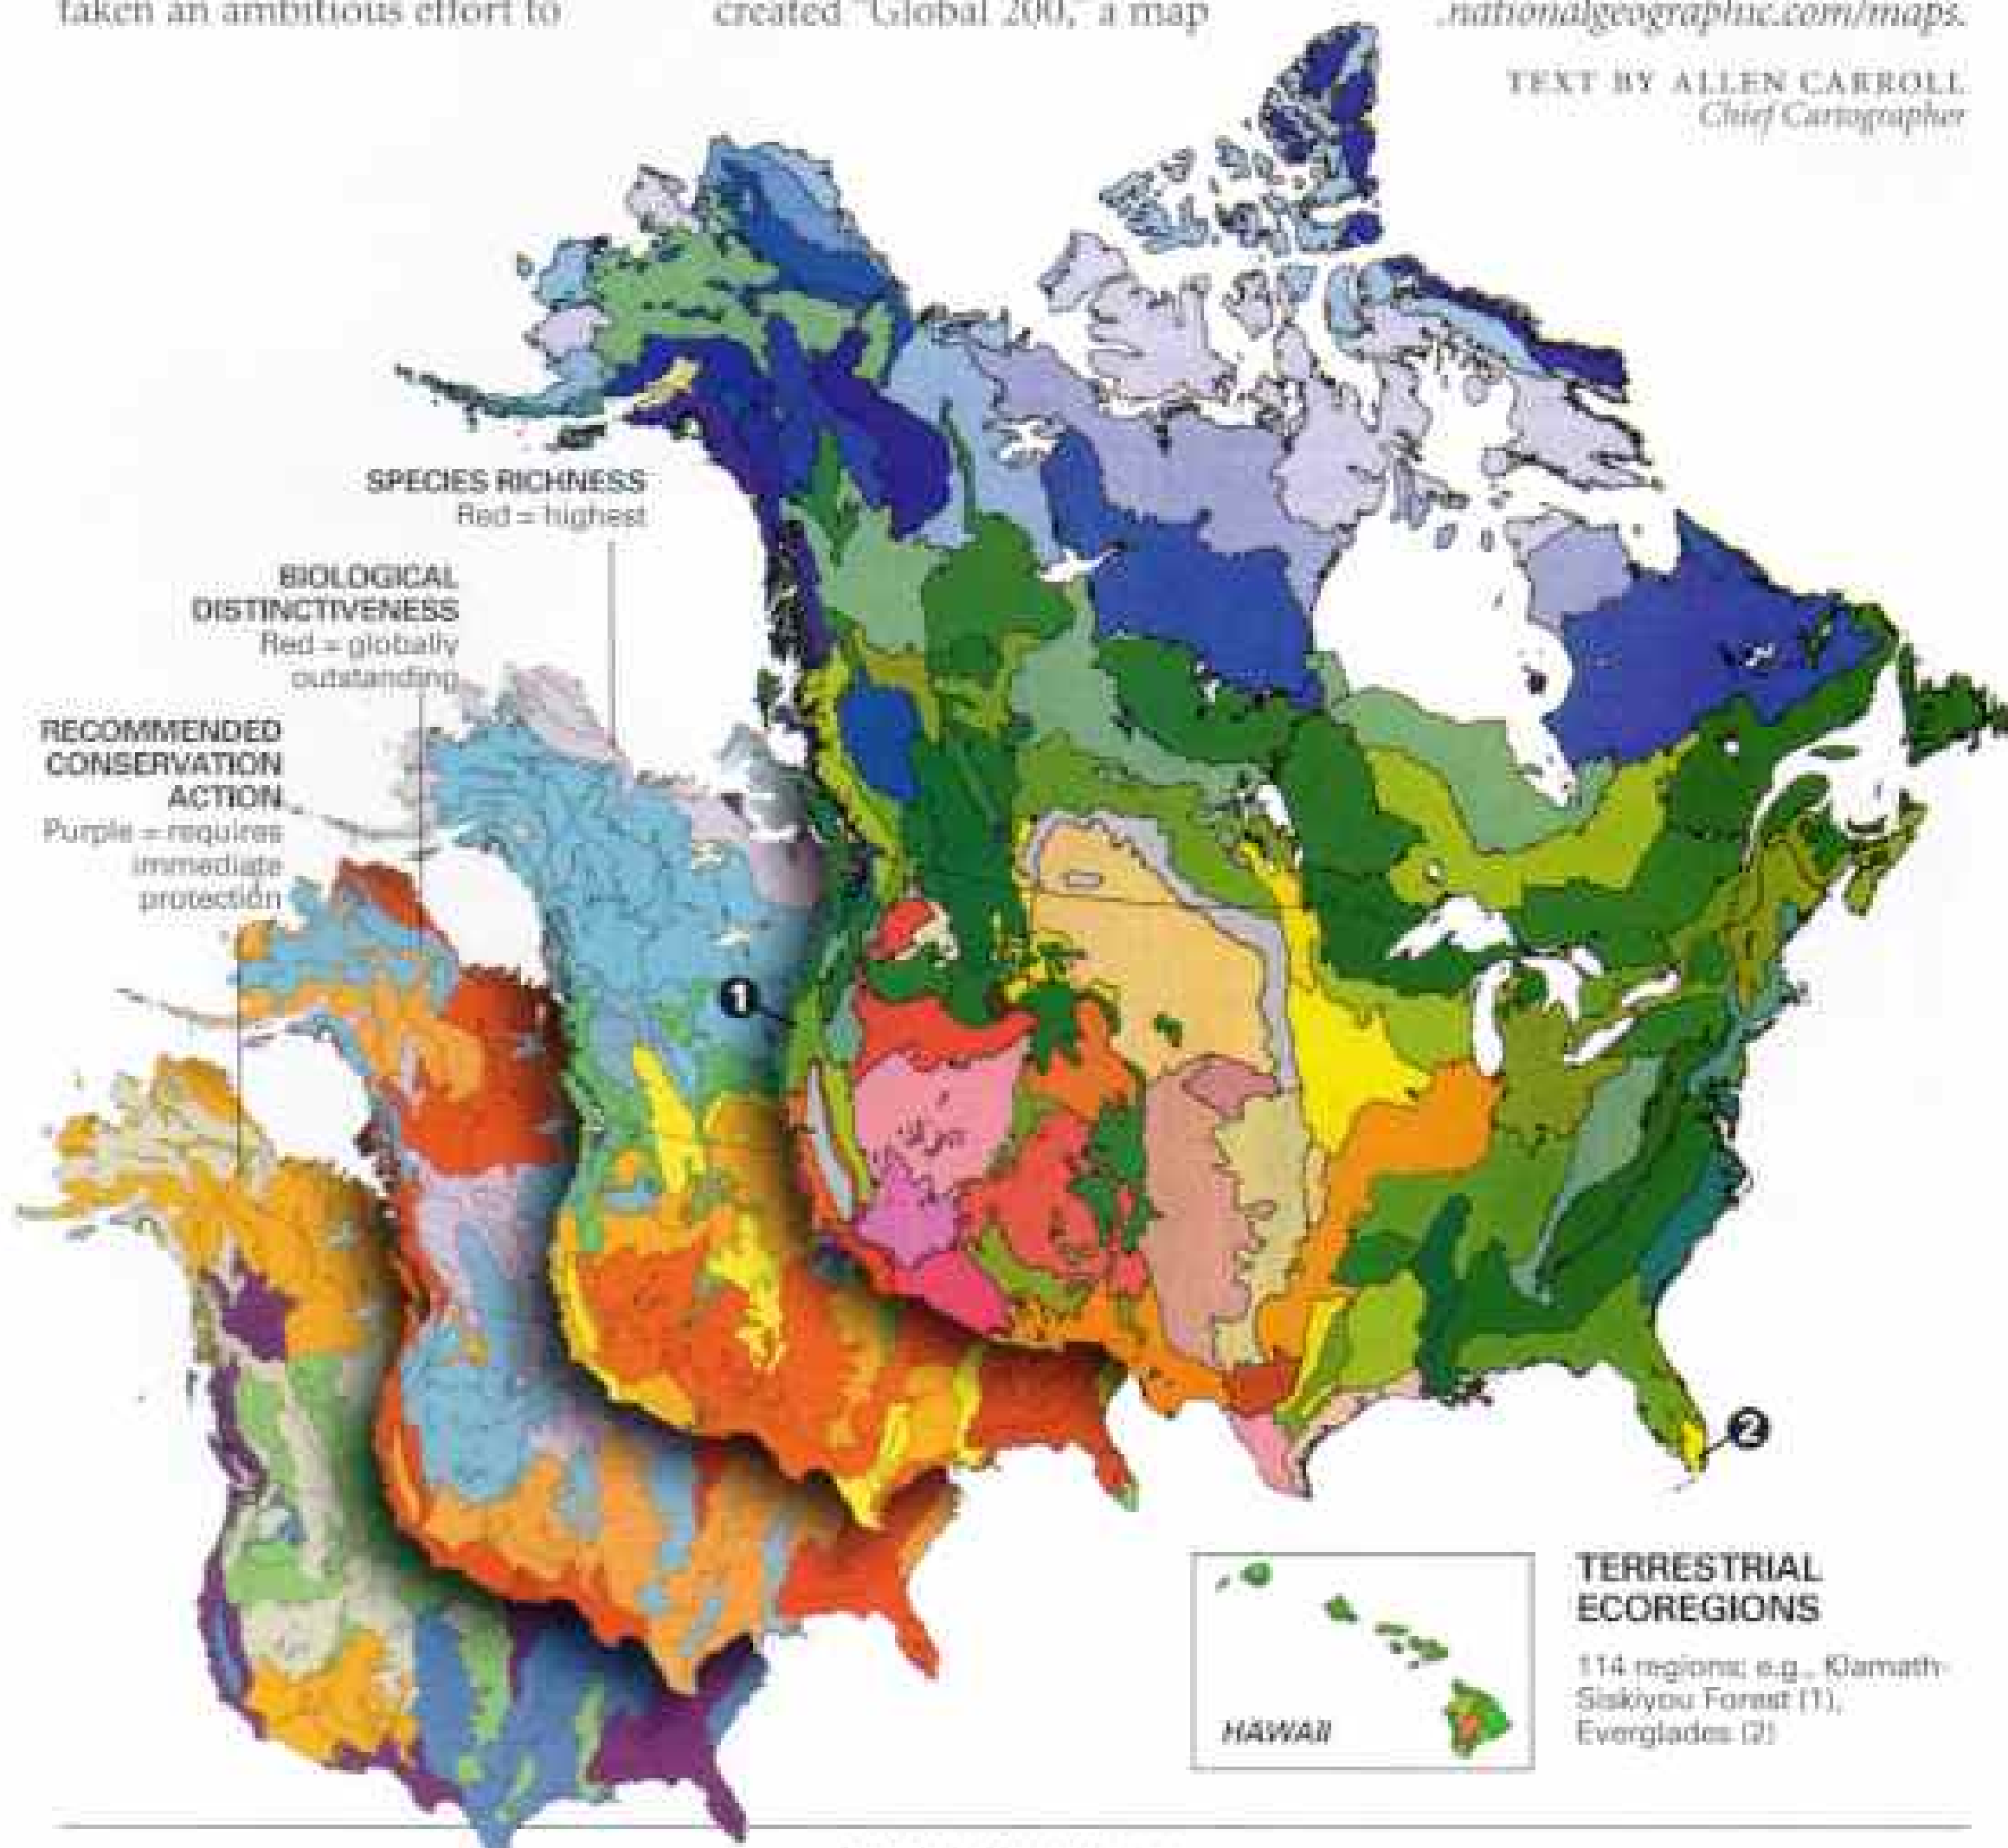 taken an ambitious effort to
created "Global 200," a map
.nationalgeographic.com/maps.
TEXT BY ALLEN CARROLL
Chief Cartographer
SPECIES RICHNESS
Red = highest
BIOLOGICAL
DISTINCTIVENESS
Red = globally
outstanding
RECOMMENDED
CONSERVATION
ACTION
Purple = requires
immediate
protection
1
2
HAWAII
TERRESTRIAL
ECOREGIONS
114 regions; e.g., Klamath-
Siskiyou Forest (1),
Everglades (2)